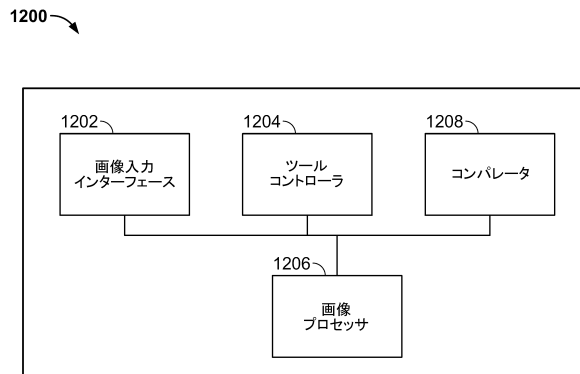 1200
1202
1204
1208
画像入力
インターフェース
ツール
コントローラ
コンパレータ
1206
画像
プロセッサ